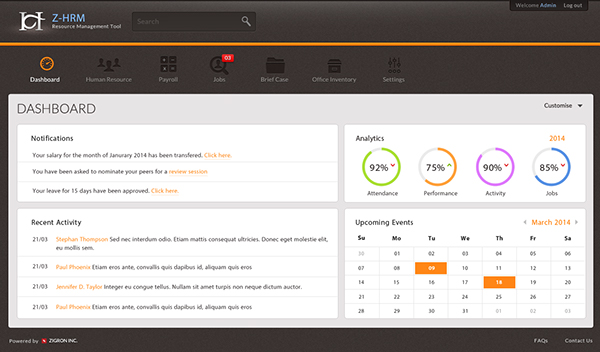 Welcome Admin Log out
Z-HRM
Resource Management Tool
Search
03
Dashboard Human Resource Payroll Jobs Brief Case Office Inventory Settings
DASHBOARD
Customise
Notifications
Your salary for the month of Janurary 2014 has been transfered. Click here.
You have been asked to nominate your peers for a review session
Your leave for 15 days have been approved. Click here.
Analytics 2014
92% 75% 90% 85%
Attendance Performance Activity Jobs
Recent Activity
21/03 Stephan Thompson Sed nec interdum odio. Etiam mattis consequat ultricies. Donec eget molestie elit,
eu mollis sem.
21/03 Paul Phoenix Etiam eros ante, convallis quis dapibus id, aliquam quis eros
21/03 Jennifer D. Taylor Integer eu congue tellus. Nullam sit amet turpis non neque dictum auctor.
21/03 Paul Phoenix Etiam eros ante, convallis quis dapibus id, aliquam quis eros
Upcoming Events March 2014
Su Mo Tu We Th Fr Sa
30 01 02 03 04 05 06
07 08 09 10 11 12 13
14 15 16 17 18 19 20
21 22 23 24 25 26 27
28 29 30 31 01 02 03
Powered by ZIGRON INC.
FAQs Contact Us